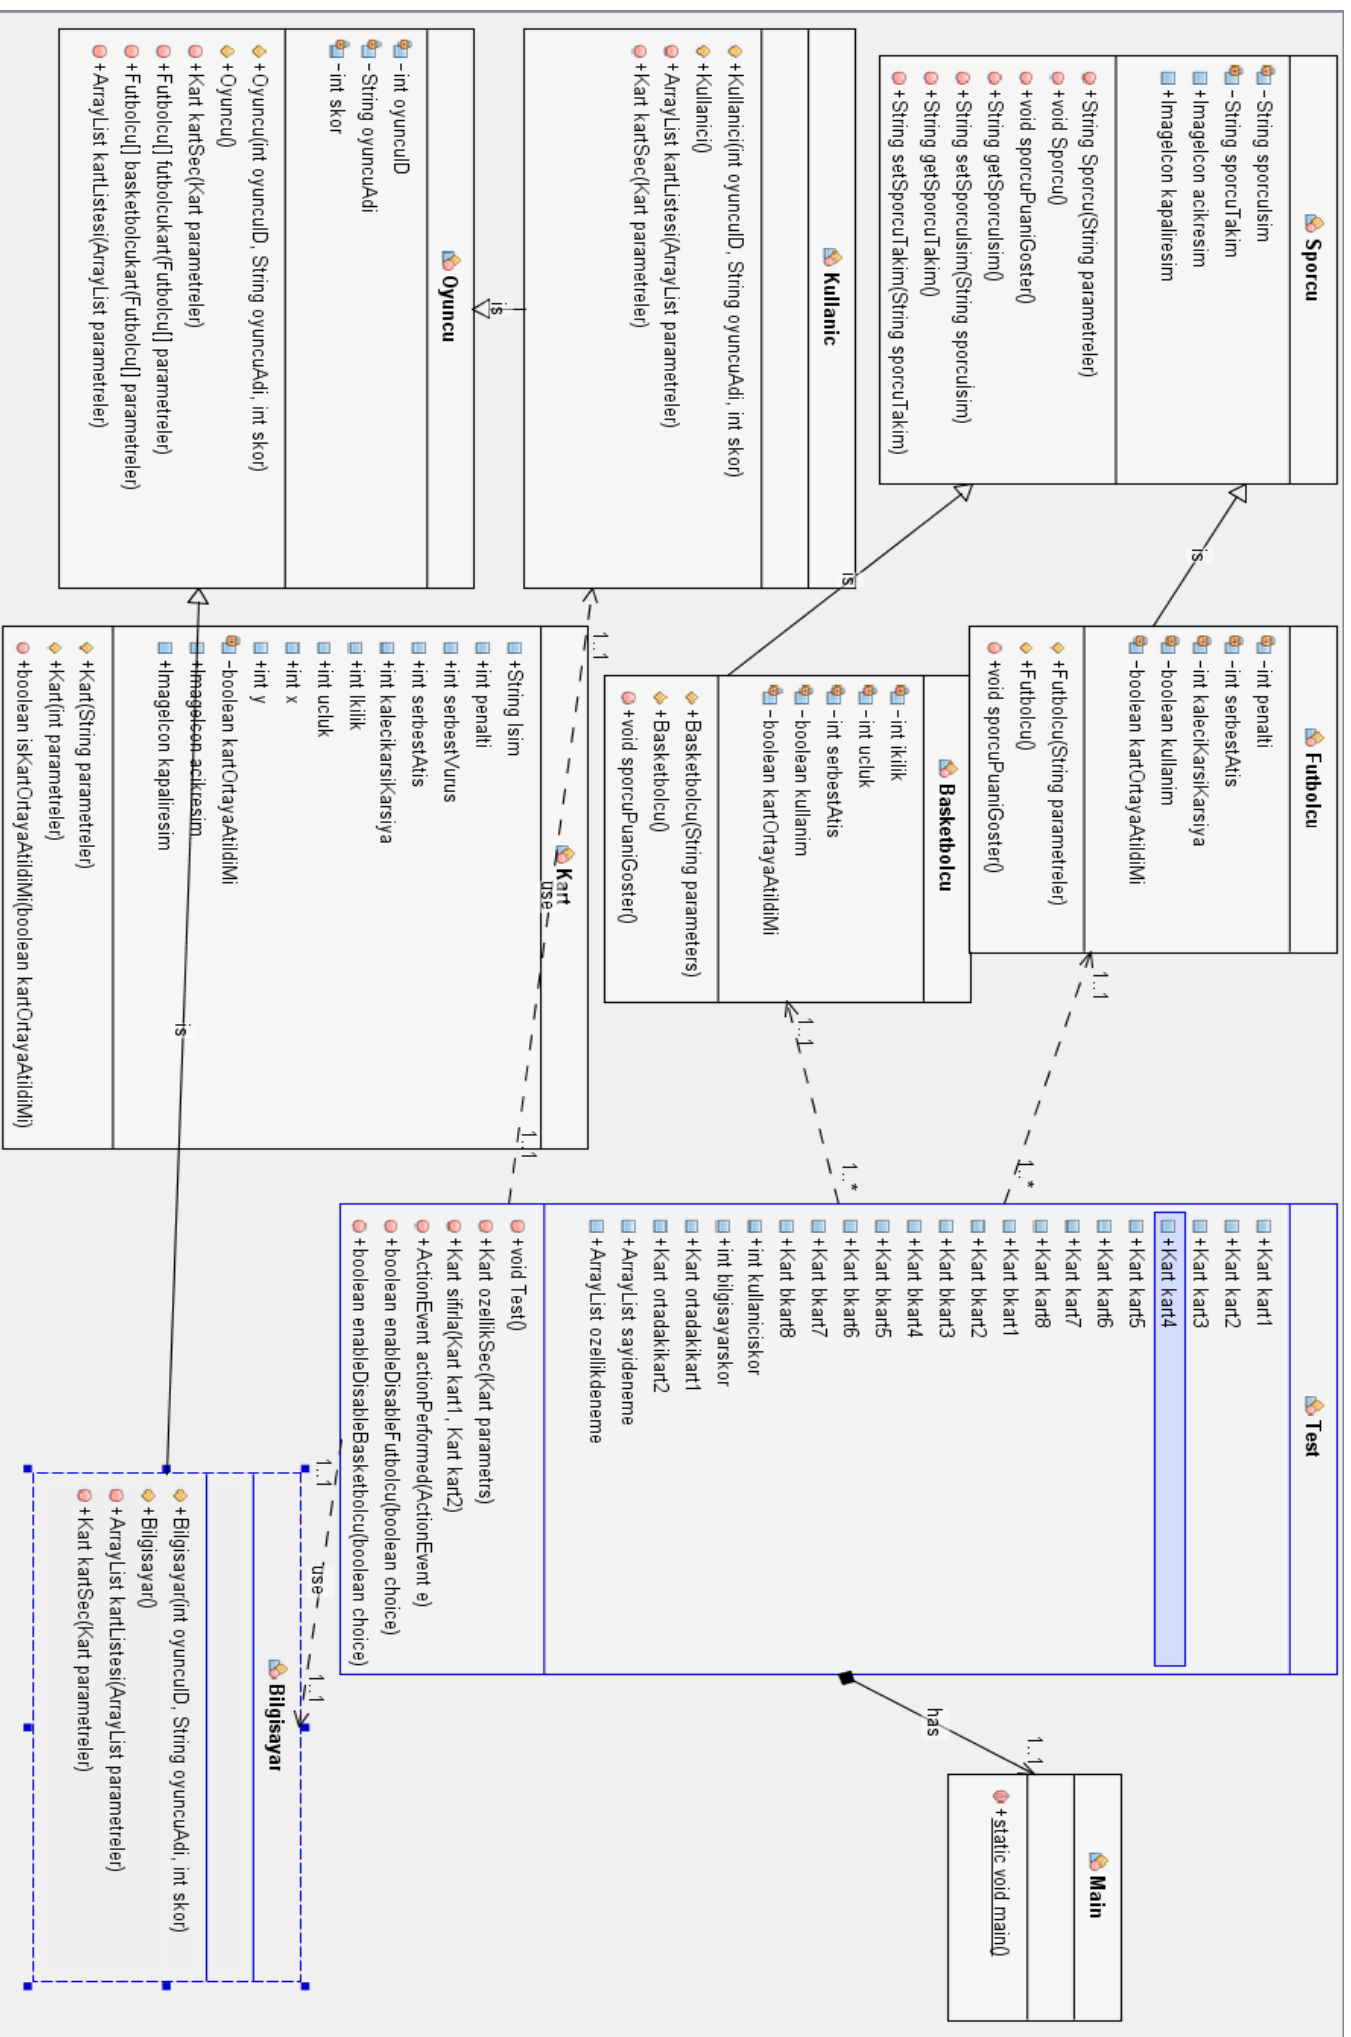 Sporcu
-String sporcuIsim
-String sporcuTakim
+ImageIcon acikresim
+ImageIcon kapaliresim
+String Sporcu(String parametreler)
+void Sporcu()
+void sporcuPuaniGoster()
+String getSporcuIsim()
+String setSporcuIsim(String sporcuIsim)
+String getSporcuTakim()
+String setSporcuTakim(String sporcuTakim)
is
is
Futbolcu
-int penalti
-int serbestAtis
-int kaleciKarsiKarsiya
-boolean kullanim
-boolean kartOrtayaAtildiMi
+Futbolcu(String parametreler)
+Futbolcu()
+void sporcuPuaniGoster()
1..1
1..*
Basketbolcu
-int ikilik
-int ucluk
-int serbestAtis
-boolean kullanim
-boolean kartOrtayaAtildiMi
+Basketbolcu(String parameters)
+Basketbolcu()
+void sporcuPuaniGoster()
1..1
1..*
Test
+Kart kart1
+Kart kart2
+Kart kart3
+Kart kart4
+Kart kart5
+Kart kart6
+Kart kart7
+Kart kart8
+Kart bkart1
+Kart bkart2
+Kart bkart3
+Kart bkart4
+Kart bkart5
+Kart bkart6
+Kart bkart7
+Kart bkart8
+int kullaniciskor
+int bilgisayarskor
+Kart ortadakikart1
+Kart ortadakikart2
+ArrayList sayideneme
+ArrayList ozellikdeneme
+void Test()
+Kart ozellikSec(Kart parametrs)
+Kart sifirla(Kart kart1, Kart kart2)
+ActionEvent actionPerformed(ActionEvent e)
+boolean enableDisableFutbolcu(boolean choice)
+boolean enableDisableBasketbolcu(boolean choice)
has
1..1
Main
+static void main()
Kullanic
+Kullanici(int oyuncuID, String oyuncuAdi, int skor)
+Kullanici()
+ArrayList kartListesi(ArrayList parametreler)
+Kart kartSec(Kart parametreler)
is
1..1
use
1..1
Kart
+String Isim
+int penalti
+int serbestVurus
+int serbestAtis
+int kalecikarsiKarsiya
+int Ikilik
+int ucluk
+int x
+int y
-boolean kartOrtayaAtildiMi
+ImageIcon acikresim
+ImageIcon kapaliresim
+Kart(String parametreler)
+Kart(int parametreler)
+boolean isKartOrtayaAtildiMi(boolean kartOrtayaAtildiMi)
Oyuncu
-int oyuncuID
-String oyuncuAdi
-int skor
+Oyuncu(int oyuncuID, String oyuncuAdi, int skor)
+Oyuncu()
+Kart kartSec(Kart parametreler)
+Futbolcu[] futbolcukart(Futbolcu[] parametreler)
+Futbolcu[] basketbolcukart(Futbolcu[] parametreler)
+ArrayList kartListesi(ArrayList parametreler)
is
1..1
use
1..1
Bilgisayar
+Bilgisayar(int oyuncuID, String oyuncuAdi, int skor)
+Bilgisayar()
+ArrayList kartListesi(ArrayList parametreler)
+Kart kartSec(Kart parametreler)